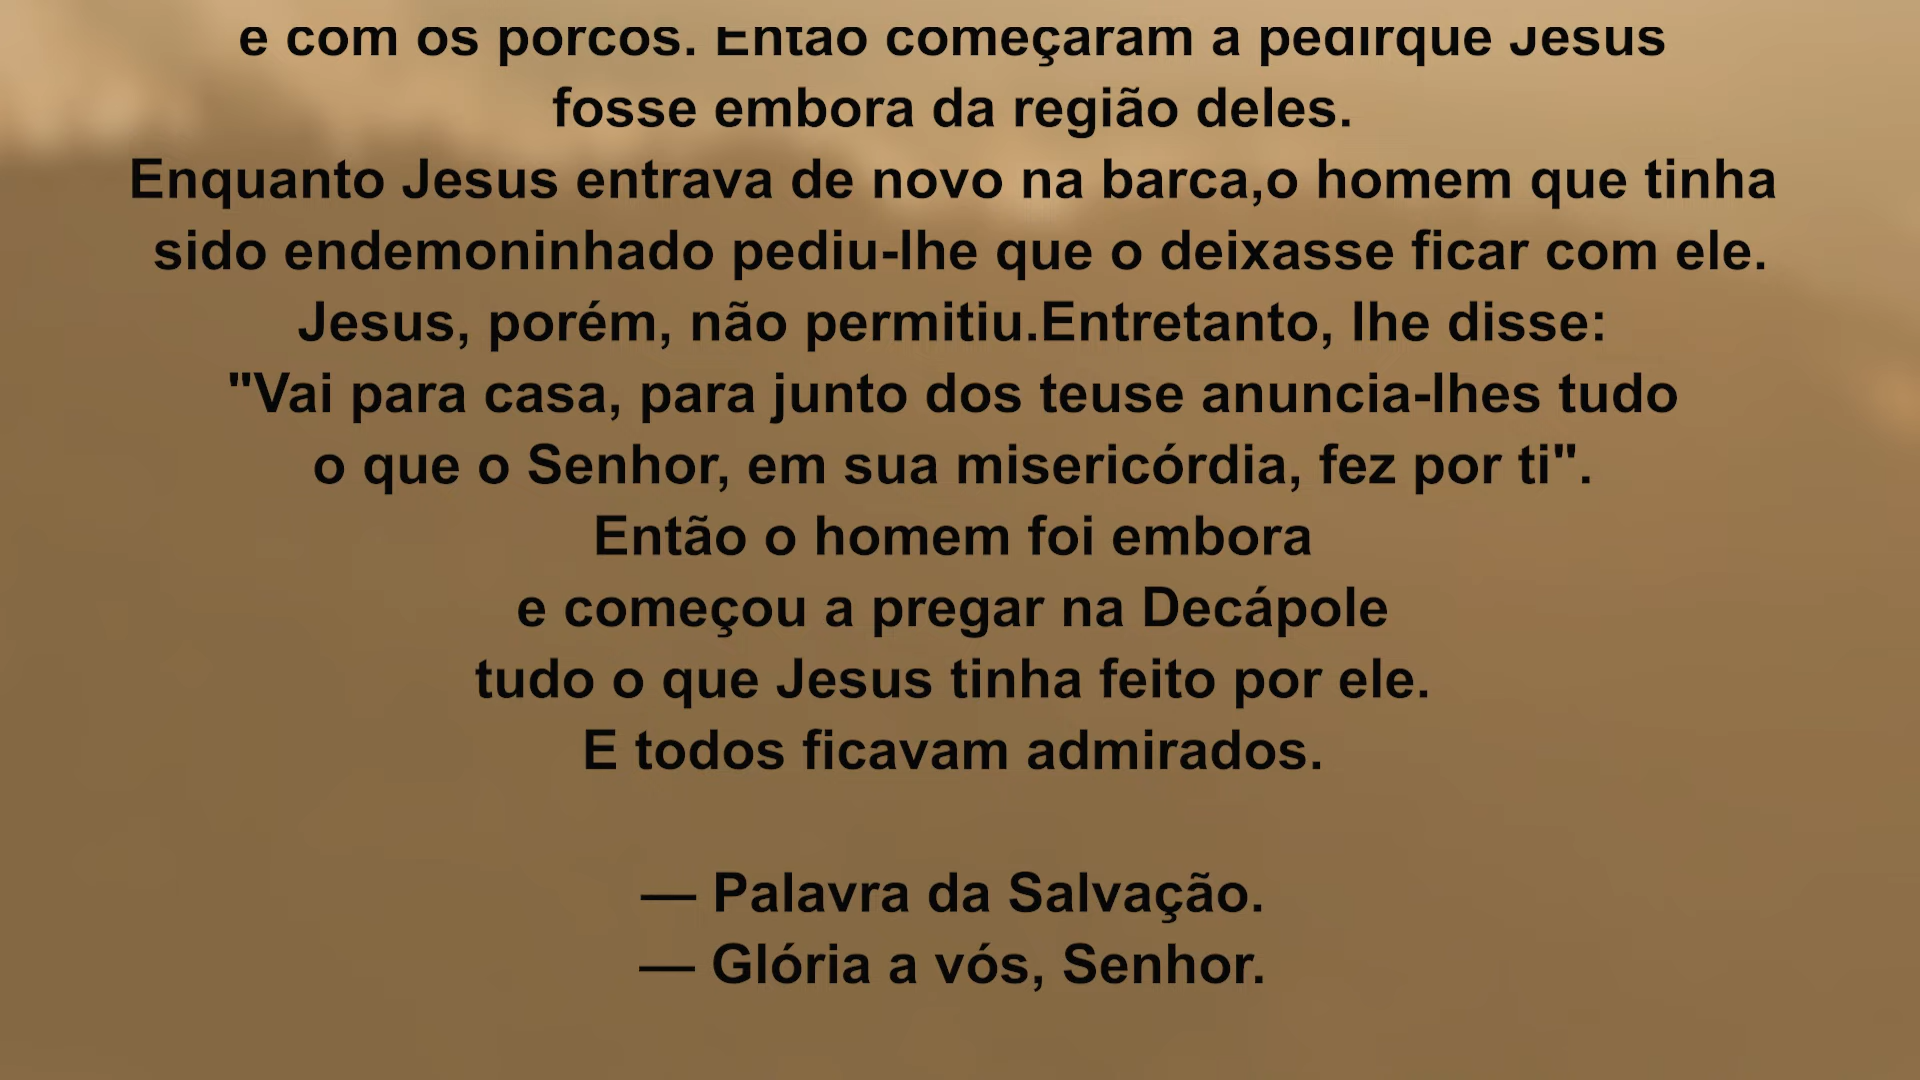 e com os porcos. Então começaram a pedirque Jesus
fosse embora da região deles.
Enquanto Jesus entrava de novo na barca,o homem que tinha
sido endemoninhado pediu-lhe que o deixasse ficar com ele.
Jesus, porém, não permitiu.Entretanto, lhe disse:
"Vai para casa, para junto dos teuse anuncia-lhes tudo
o que o Senhor, em sua misericórdia, fez por ti".
Então o homem foi embora
e começou a pregar na Decápole
tudo o que Jesus tinha feito por ele.
E todos ficavam admirados.
— Palavra da Salvação.
— Glória a vós, Senhor.